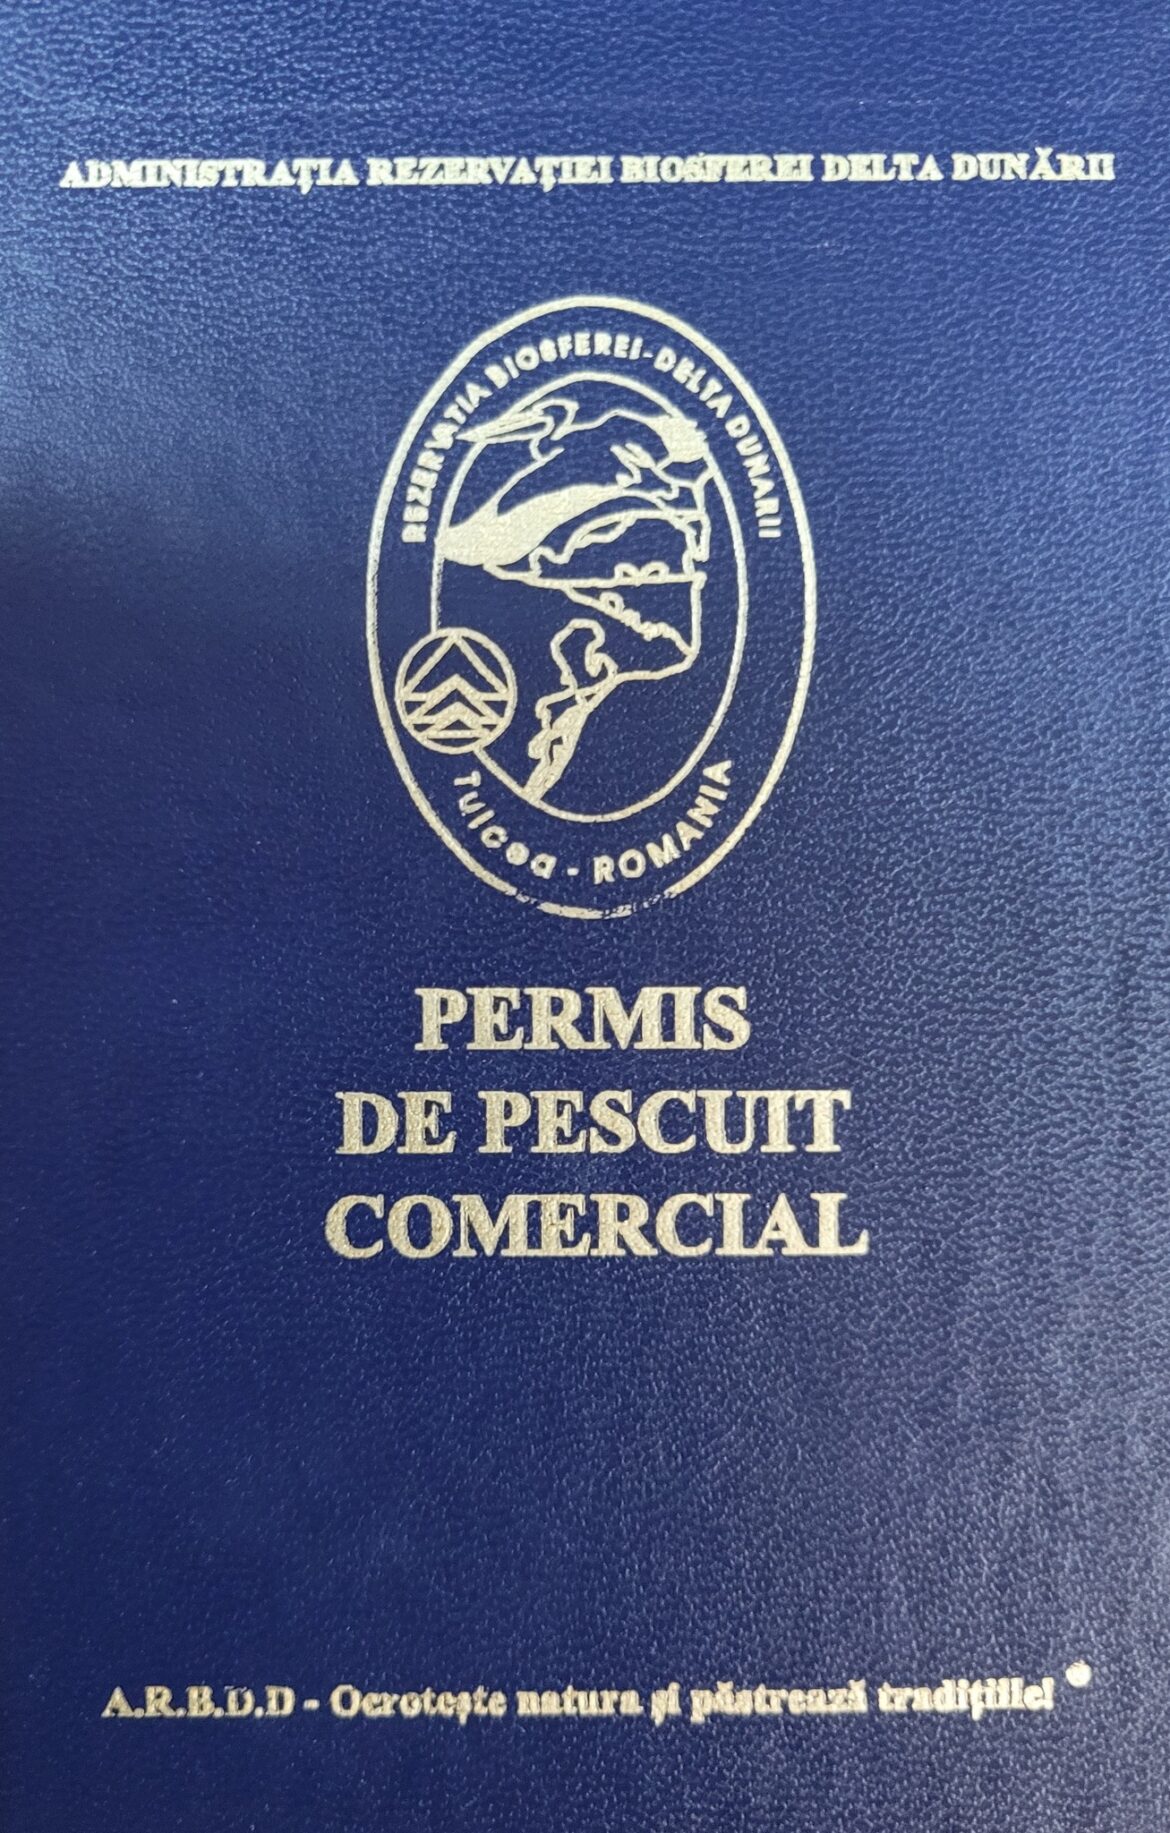 ADMINISTRAȚIA REZERVAȚIEI BIOSFEREI DELTA DUNĂRII
REZERVAȚIA BIOSFEREI-DELTA DUNARII
Tulcea - ROMANIA
PERMIS
DE PESCUIT
COMERCIAL
A.R.B.D.D - Ocrotește natura și păstrează tradițiile!